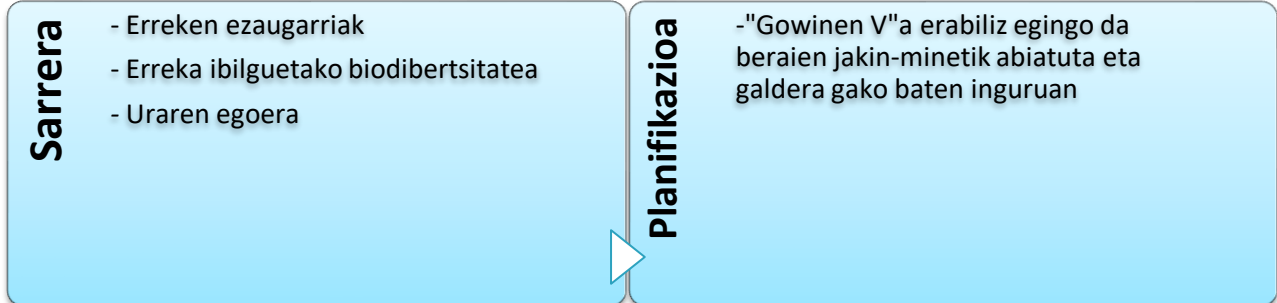 Sarrera
- Erreken ezaugarriak
- Erreka ibilguetako biodibertsitatea
- Uraren egoera
Planifikazioa
-"Gowinen V"a erabiliz egingo da
beraien jakin-minetik abiatuta eta
galdera gako baten inguruan